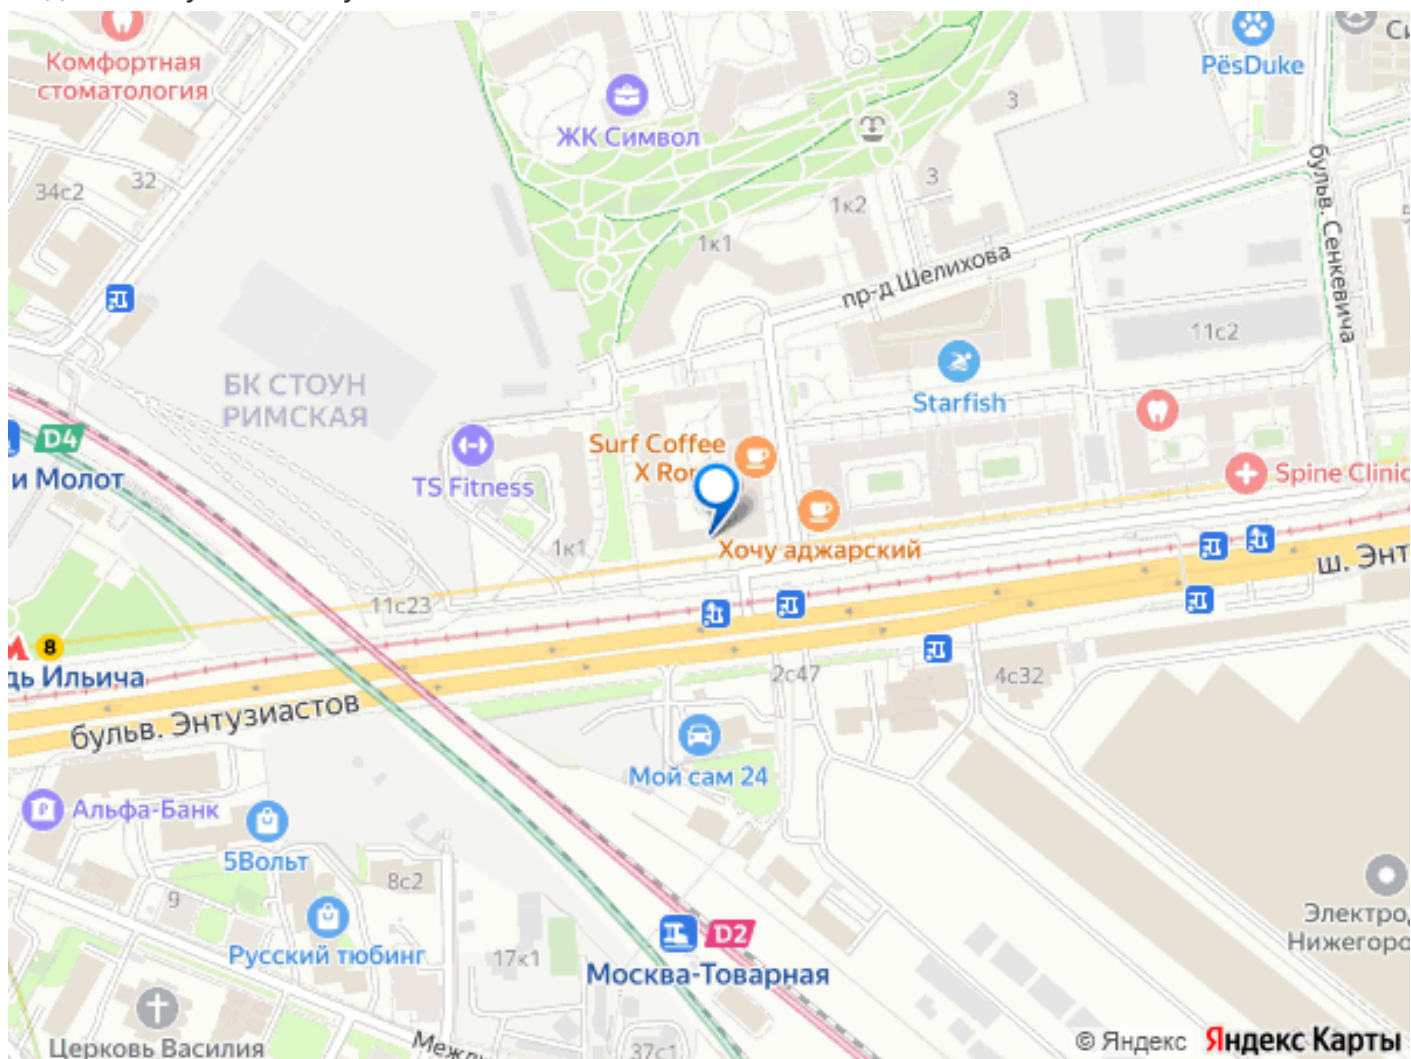 Комфортная
стоматология
PёsDuke
ЖК Символ
3
34с2
32
3
1к2
1к1
бульв. Сенкевича
пр-д Шелихова
11с2
БК СТОУН
РИМСКАЯ
Starfish
D4
и Молот
Surf Coffee
X
TS Fitness
Spine Clinic
1к1
Хочу аджарский
11с23
8
Ильича
бульв. Энтузиастов
2с47
4с32
Мой сам 24
Альфа-Банк
5Вольт
8с2
9
Русский тюбинг
17к1
D2
Москва-Товарная
Церковь Василия
37с1
© Яндекс Яндекс Карты